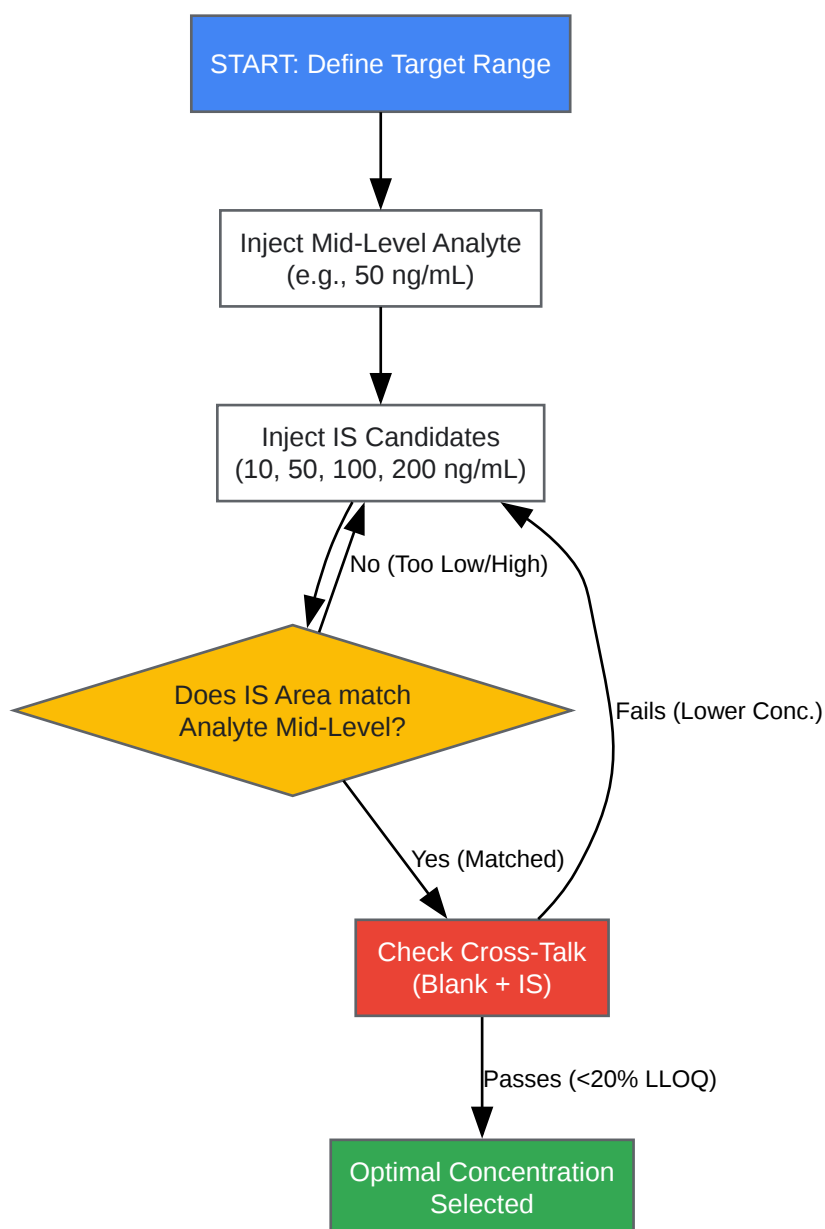 START: Define Target Range
Inject Mid-Level Analyte
(e.g., 50 ng/mL)
Inject IS Candidates
(10, 50, 100, 200 ng/mL)
No (Too Low/High)
Does IS Area match
Analyte Mid-Level?
Fails (Lower Conc.)
Yes (Matched)
Check Cross-Talk
(Blank + IS)
Passes (<20% LLOQ)
Optimal Concentration
Selected